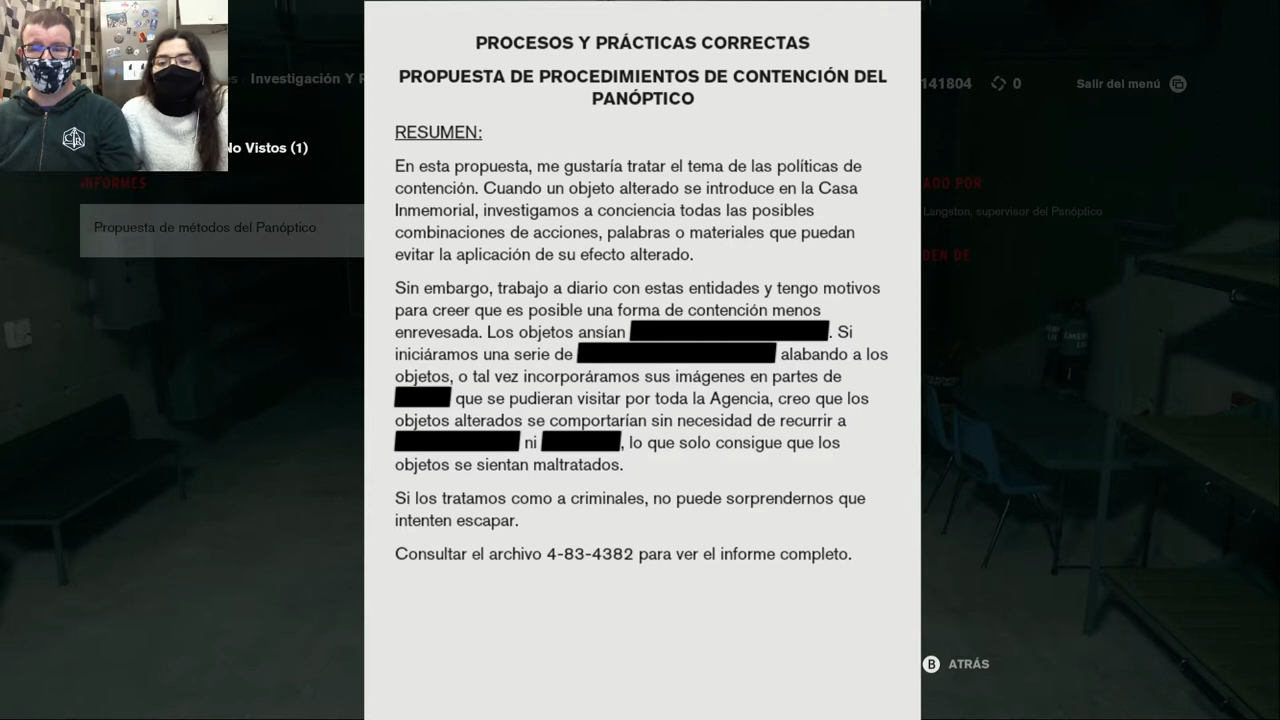 PROCESOS Y PRÁCTICAS CORRECTAS
PROPUESTA DE PROCEDIMIENTOS DE CONTENCIÓN DEL
PANÓPTICO
RESUMEN:
En esta propuesta, me gustaría tratar el tema de las políticas de
contención. Cuando un objeto alterado se introduce en la Casa
Inmemorial, investigamos a conciencia todas las posibles
combinaciones de acciones, palabras o materiales que puedan
evitar la aplicación de su efecto alterado.
Sin embargo, trabajo a diario con estas entidades y tengo motivos
para creer que es posible una forma de contención menos
enrevesada. Los objetos ansían . Si
iniciáramos una serie de alabando a los
objetos, o tal vez incorporáramos sus imágenes en partes de
que se pudieran visitar por toda la Agencia, creo que los
objetos alterados se comportarían sin necesidad de recurrir a
ni , lo que solo consigue que los
objetos se sientan maltratados.
Si los tratamos como a criminales, no puede sorprendernos que
intenten escapar.
Consultar el archivo 4-83-4382 para ver el informe completo.
Investigación Y
No Vistos (1)
INFORMES
Propuesta de métodos del Panóptico
141804
0
Salir del menú
ADO POR
Langston, supervisor del Panóptico
DEN DE
B ATRÁS